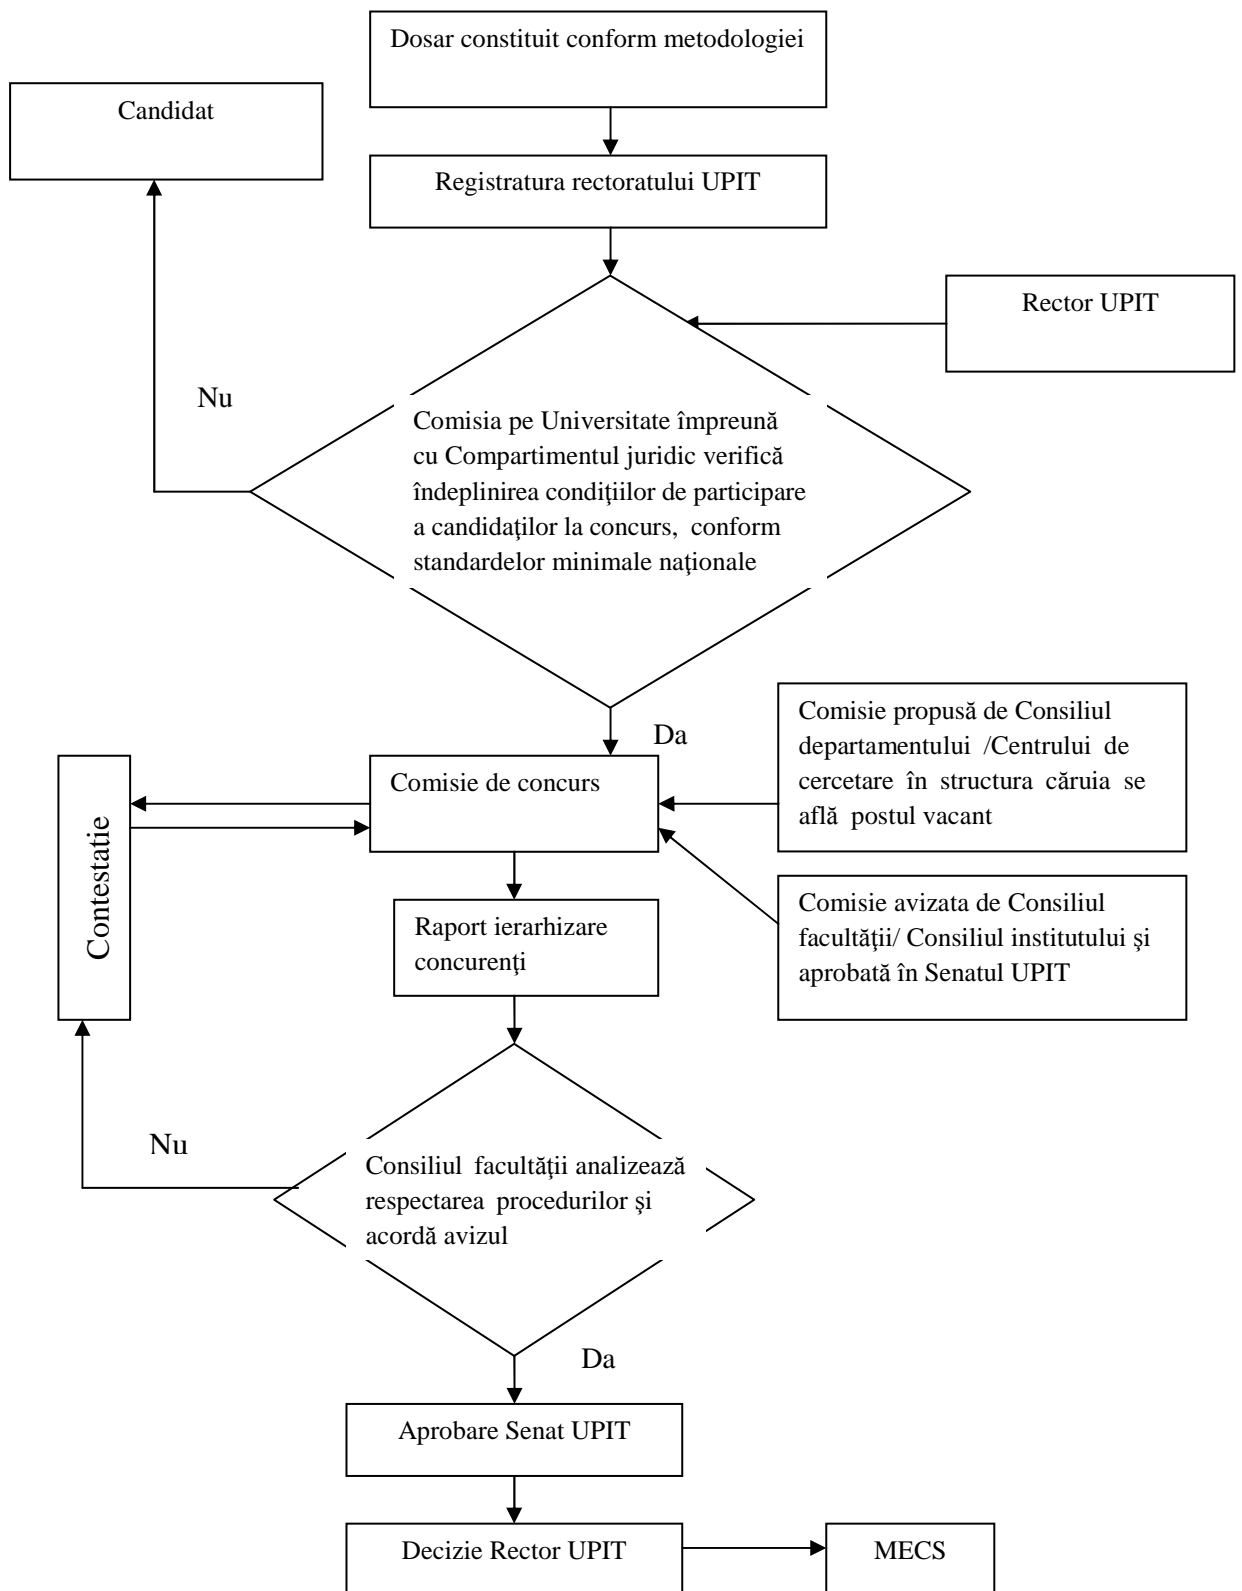 Dosar constituit conform metodologiei
Candidat
Registratura rectoratului UPIT
Rector UPIT
Nu
Comisia pe Universitate împreună
cu Compartimentul juridic verifică
îndeplinirea condiţiilor de participare
a candidaţilor la concurs, conform
standardelor minimale naţionale
Da
Comisie propusă de Consiliul
departamentului /Centrului de
cercetare în structura căruia se
află postul vacant
Comisie de concurs
Contestatie
Comisie avizata de Consiliul
facultăţii/ Consiliul institutului şi
aprobată în Senatul UPIT
Raport ierarhizare
concurenţi
Nu
Consiliul facultăţii analizează
respectarea procedurilor şi
acordă avizul
Da
Aprobare Senat UPIT
Decizie Rector UPIT
MECS